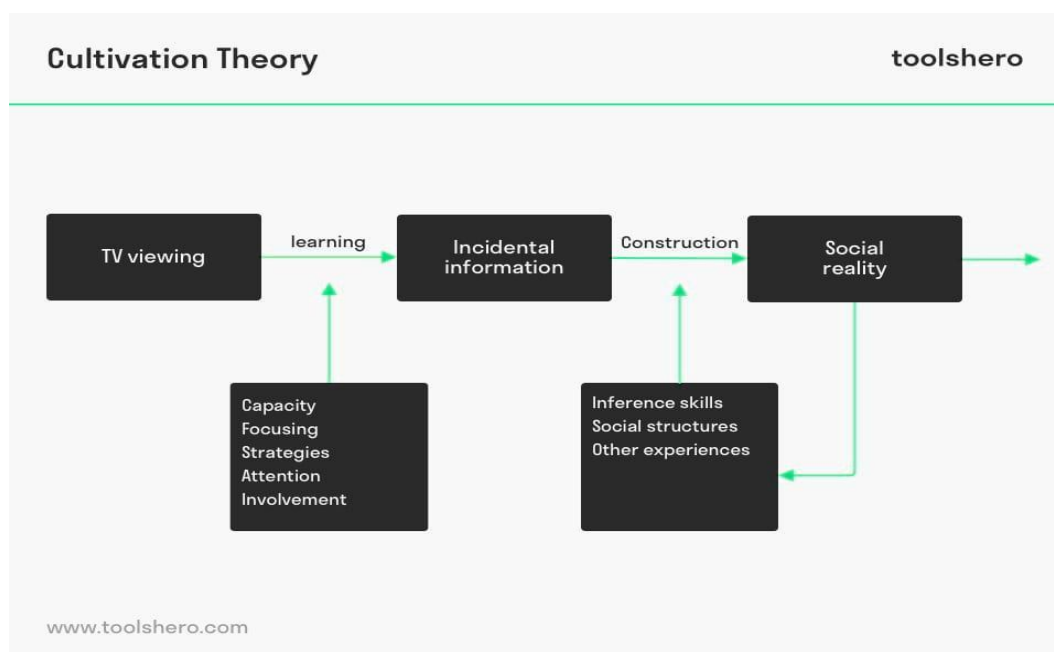 Cultivation Theory
toolshero
TV viewing
learning
Incidental
information
Construction
Social
reality
Capacity
Focusing
Strategies
Attention
Involvement
Inference skills
Social structures
Other experiences
www.toolshero.com